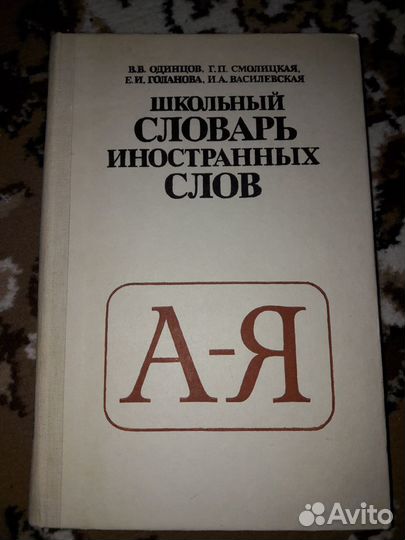 В.В. ОДИНЦОВ, Г.П. СМОЛИЦКАЯ,
Е.И. ГОЛАНОВА, И.А. ВАСИЛЕВСКАЯ
ШКОЛЬНЫЙ
СЛОВАРЬ
ИНОСТРАННЫХ
СЛОВ
А-Я
Avito